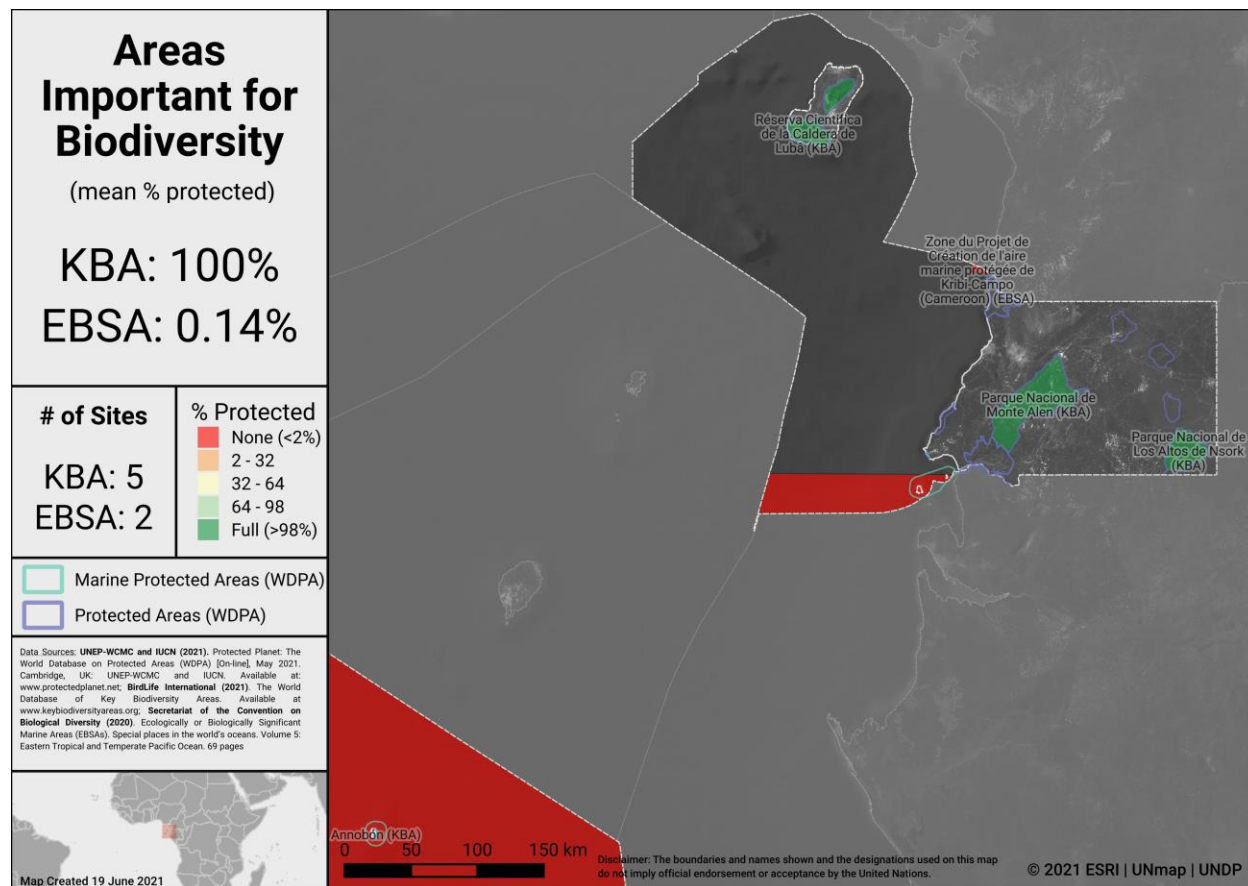 Areas
Important for
Biodiversity
(mean % protected)
KBA: 100%
EBSA: 0.14%
# of Sites
KBA: 5
EBSA: 2
% Protected
None (<2%)
2 - 32
32 - 64
64 - 98
Full (>98%)
Marine Protected Areas (WDPA)
Protected Areas (WDPA)
Data Sources: UNEP-WCMC and IUCN (2021). Protected Planet: The
World Database on Protected Areas (WDPA) [On-line], May 2021.
Cambridge, UK: UNEP-WCMC and IUCN. Available at:
www.protectedplanet.net; BirdLife International (2021). The World
Database of Key Biodiversity Areas. Available at
www.keybiodiversityareas.org; Secretariat of the Convention on
Biological Diversity (2020). Ecologically or Biologically Significant
Marine Areas (EBSAs). Special places in the world's oceans. Volume 5:
Eastern Tropical and Temperate Pacific Ocean. 69 pages
Map Created 19 June 2021
Réserva Científica
de la Caldera de
Luba (KBA)
Zone du Projet de
Création de l'aire
marine protégée de
Kribi-Campo
(Cameroon) (EBSA)
Parque Nacional de
Monte Alen (KBA)
Parque Nacional de
Los Altos de Nsork
(KBA)
Annobón (KBA)
0 50 100 150 km
Disclaimer: The boundaries and names shown and the designations used on this map
do not imply official endorsement or acceptance by the United Nations.
© 2021 ESRI | UNmap | UNDP